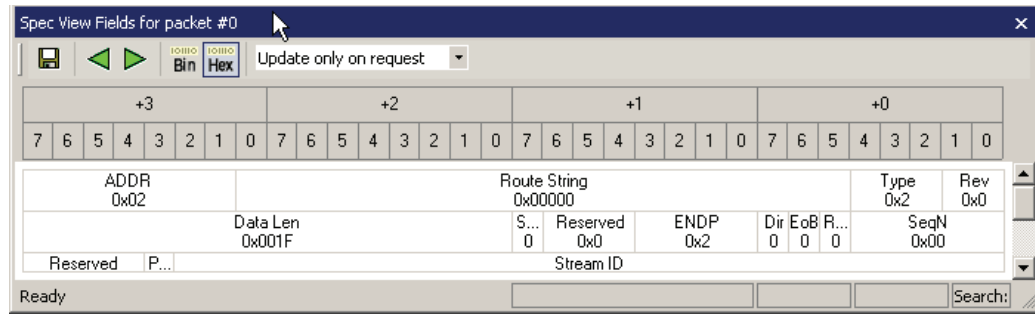 Spec View Fields for packet #0
Bin Hex Update only on request
+3 +2 +1 +0
7 6 5 4 3 2 1 0 7 6 5 4 3 2 1 0 7 6 5 4 3 2 1 0 7 6 5 4 3 2 1 0
ADDR Route String Type Rev
0x02 0x00000 0x2 0x0
Data Len S... Reserved ENDP Dir EoB R... SeqN
0x001F 0 0x0 0x2 0 0 0 0x00
Reserved P... Stream ID
Ready Search: